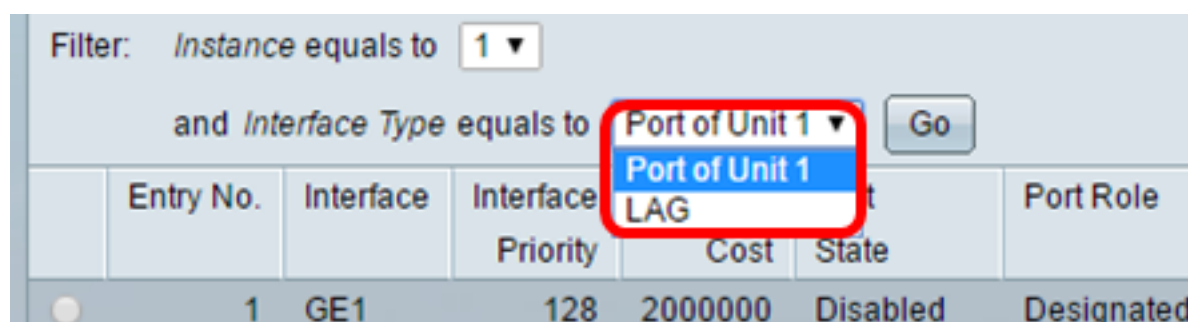 Filter: Instance equals to 1 ▼
and Interface Type equals to Port of Unit 1 ▼ Go
Port of Unit 1
LAG
Entry No. Interface Interface Priority Cost State Port Role
1 GE1 128 2000000 Disabled Designated